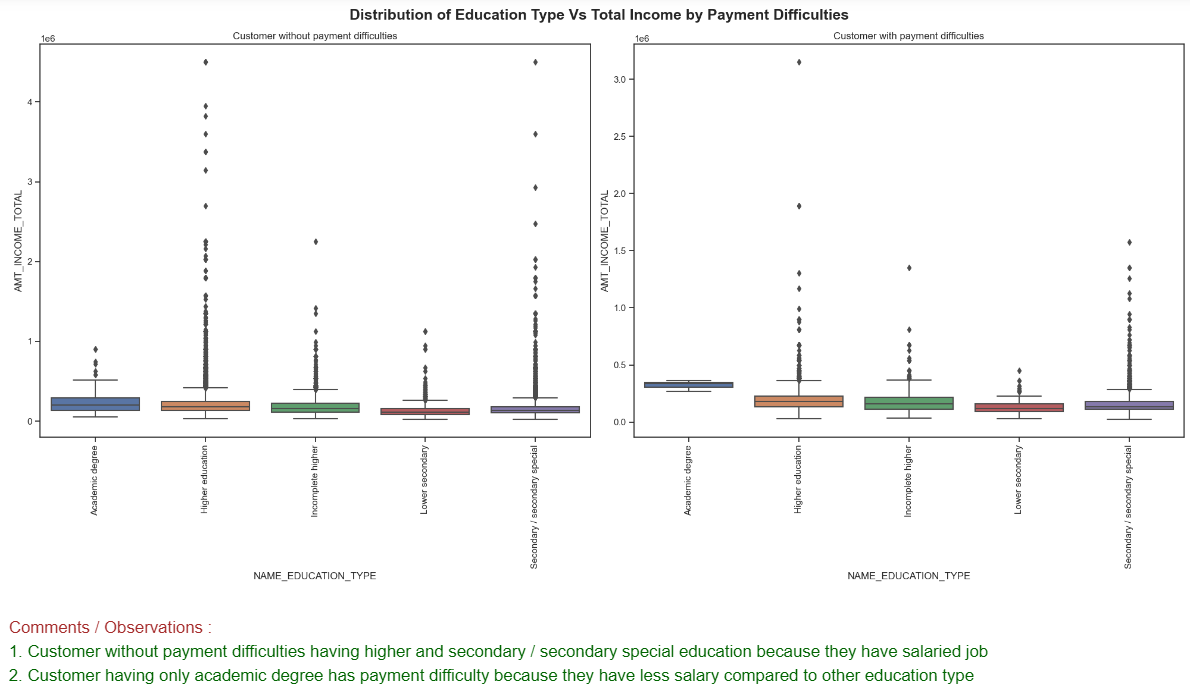 Distribution of Education Type Vs Total Income by Payment Difficulties
Customer without payment difficulties
1e6
4
3
2
1
0
AMT_INCOME_TOTAL
Academic degree
Higher education
Incomplete higher
Lower secondary
Secondary / secondary special
NAME_EDUCATION_TYPE
Customer with payment difficulties
1e6
3.0
2.5
2.0
1.5
1.0
0.5
0.0
AMT_INCOME_TOTAL
Academic degree
Higher education
Incomplete higher
Lower secondary
Secondary / secondary special
NAME_EDUCATION_TYPE
Comments / Observations :
1. Customer without payment difficulties having higher and secondary / secondary special education because they have salaried job
2. Customer having only academic degree has payment difficulty because they have less salary compared to other education type